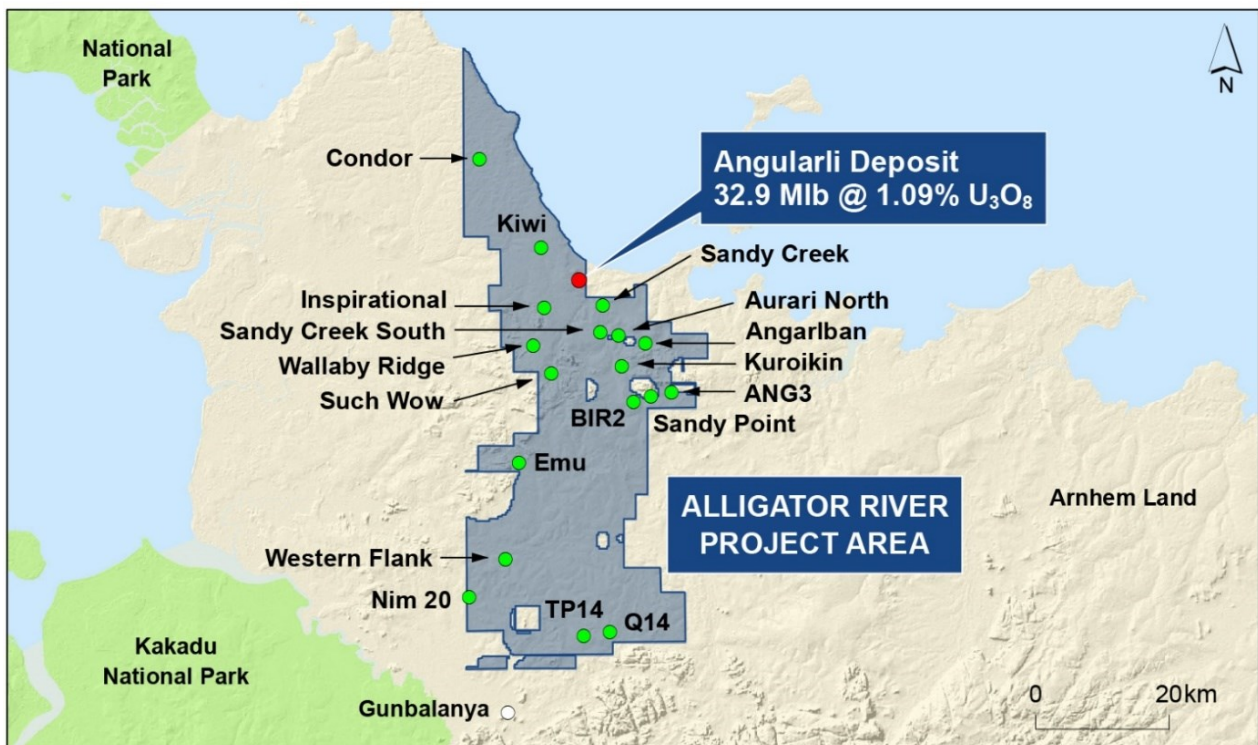 National
Park
N
Condor
Angularli Deposit
32.9 Mlb @ 1.09% U₃O₈
Kiwi
Sandy Creek
Inspirational
Aurari North
Sandy Creek South
Angarlban
Wallaby Ridge
Kuroikin
Such Wow
ANG3
BIR2
Sandy Point
Emu
ALLIGATOR RIVER
PROJECT AREA
Arnhem Land
Western Flank
Nim 20
TP14
Q14
Kakadu
National Park
Gunbalanya
0 20km